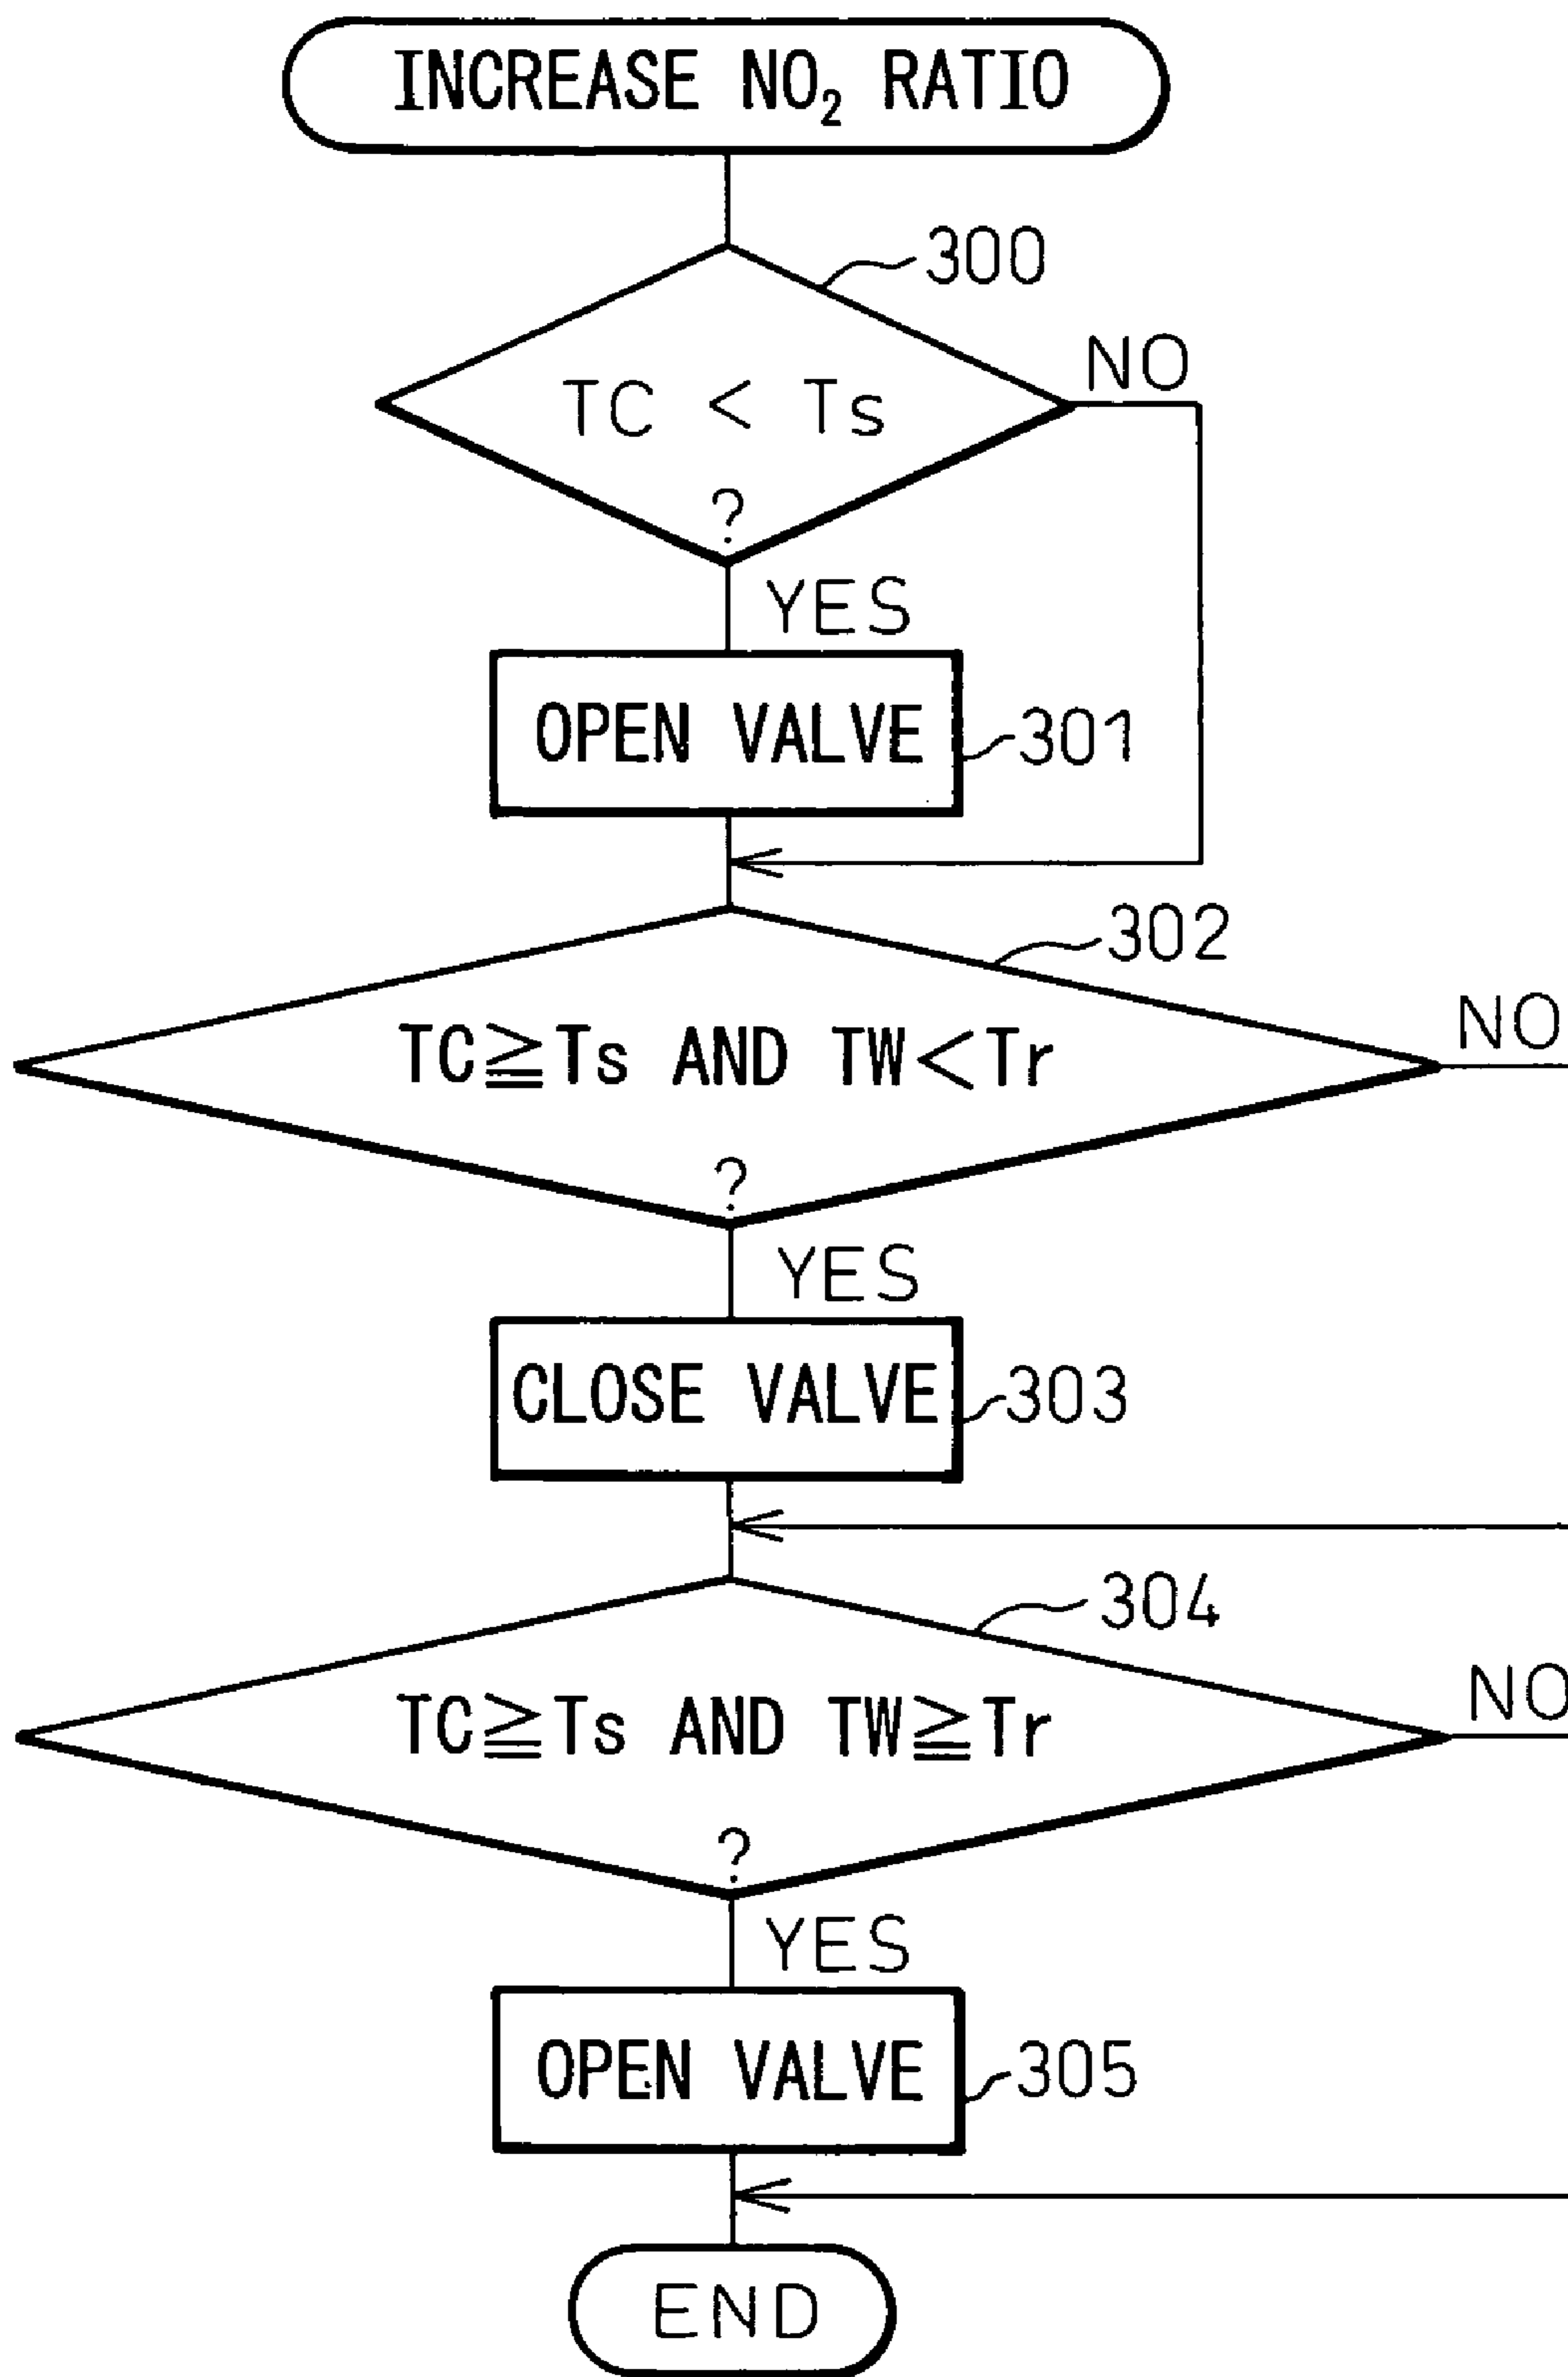 INCREASE NO₂ RATIO
300
TC < Ts
?
NO
YES
OPEN VALVE
301
302
TC≧Ts AND TW<Tr
?
NO
YES
CLOSE VALVE
303
304
TC≧Ts AND TW≧Tr
?
NO
YES
OPEN VALVE
305
END